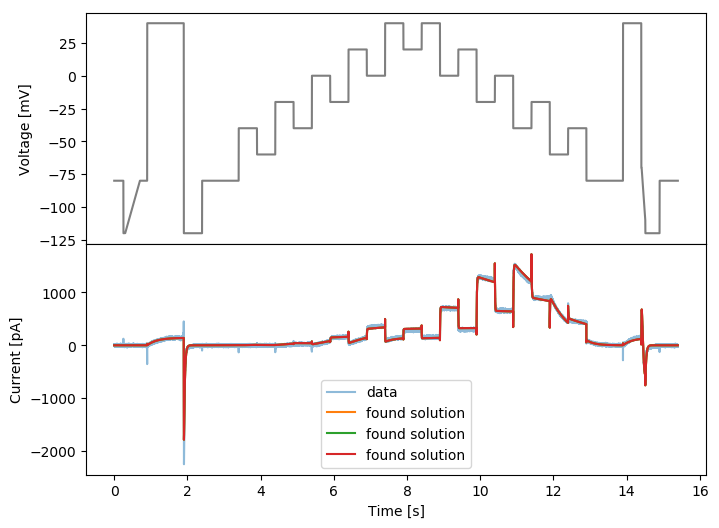 Voltage [mV]
25
0
−25
−50
−75
−100
−125
Current [pA]
1000
0
−1000
−2000
data
found solution
found solution
found solution
0
2
4
6
8
10
12
14
16
Time [s]